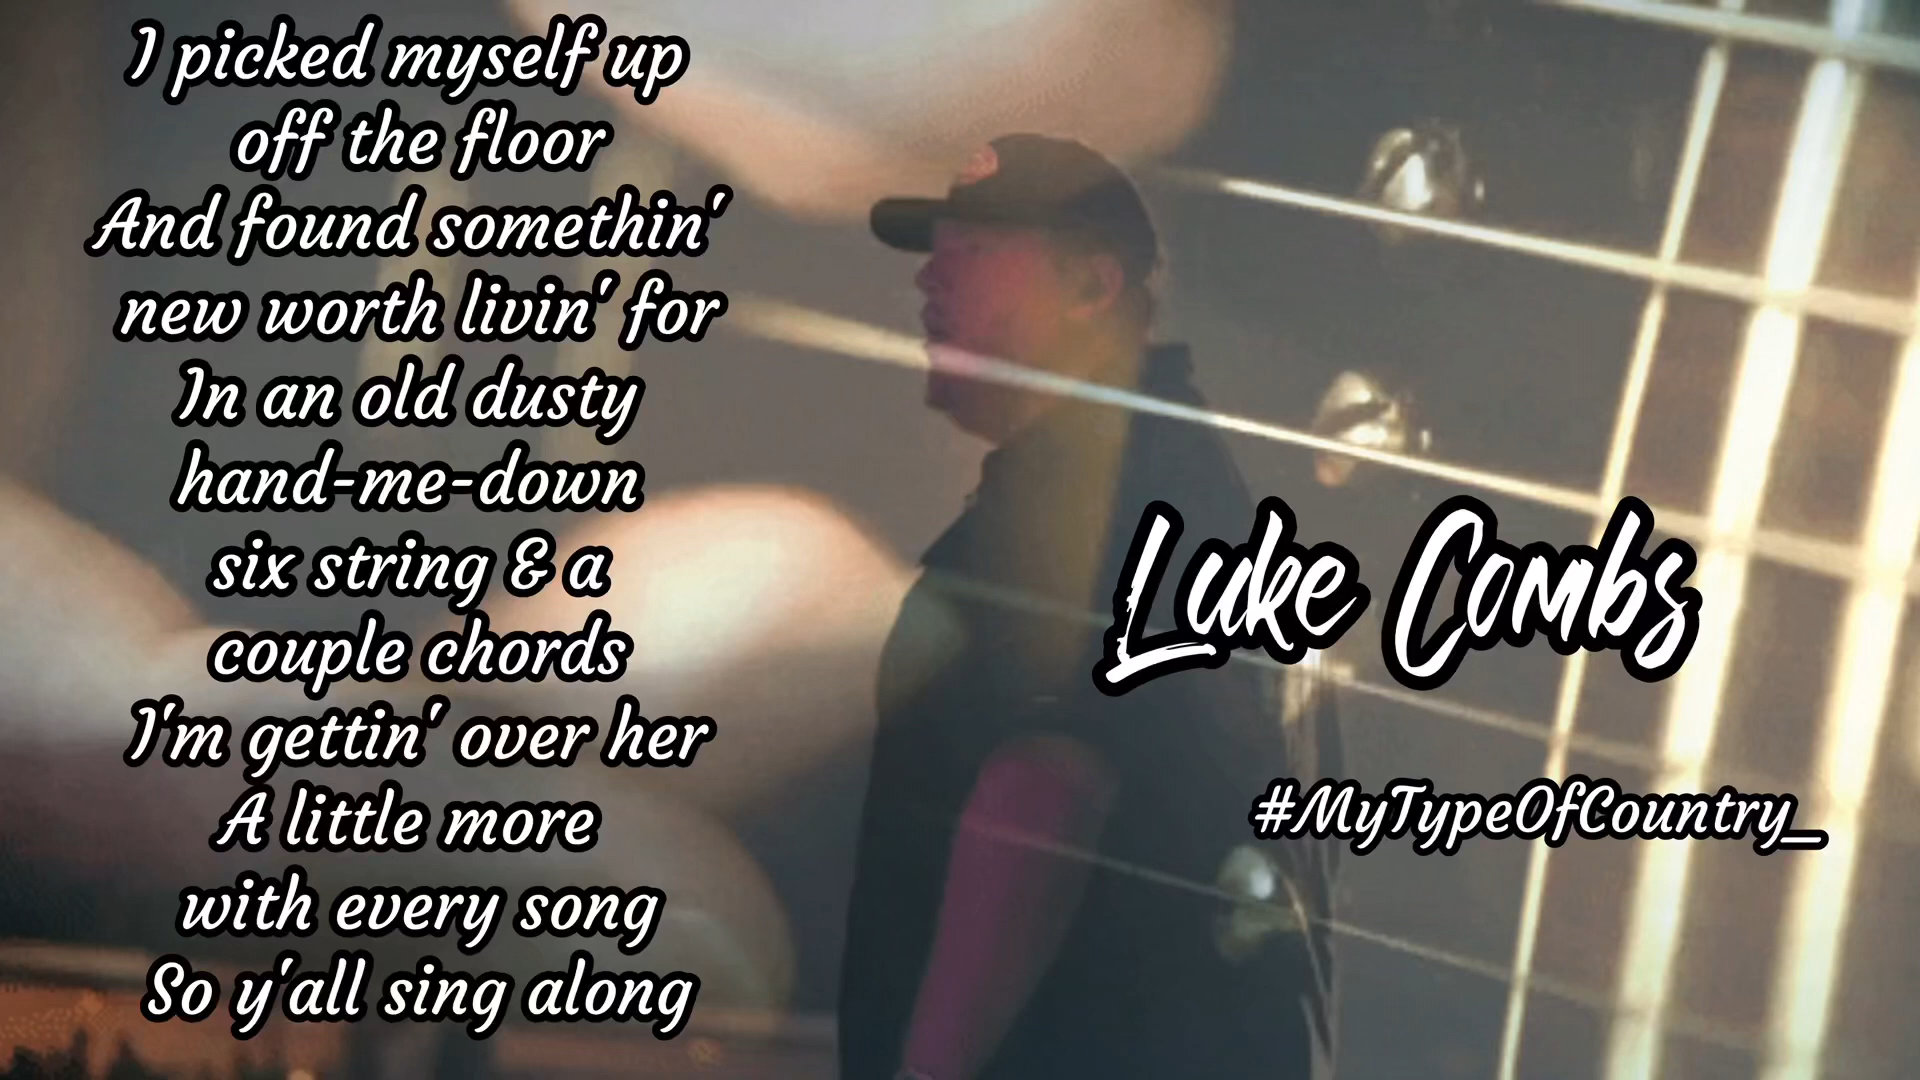 I picked myself up
off the floor
And found somethin'
new worth livin' for
In an old dusty
hand-me-down
six string & a
couple chords
I'm gettin' over her
A little more
with every song
So y'all sing along
Luke Combs
#MyTypeOfCountry_